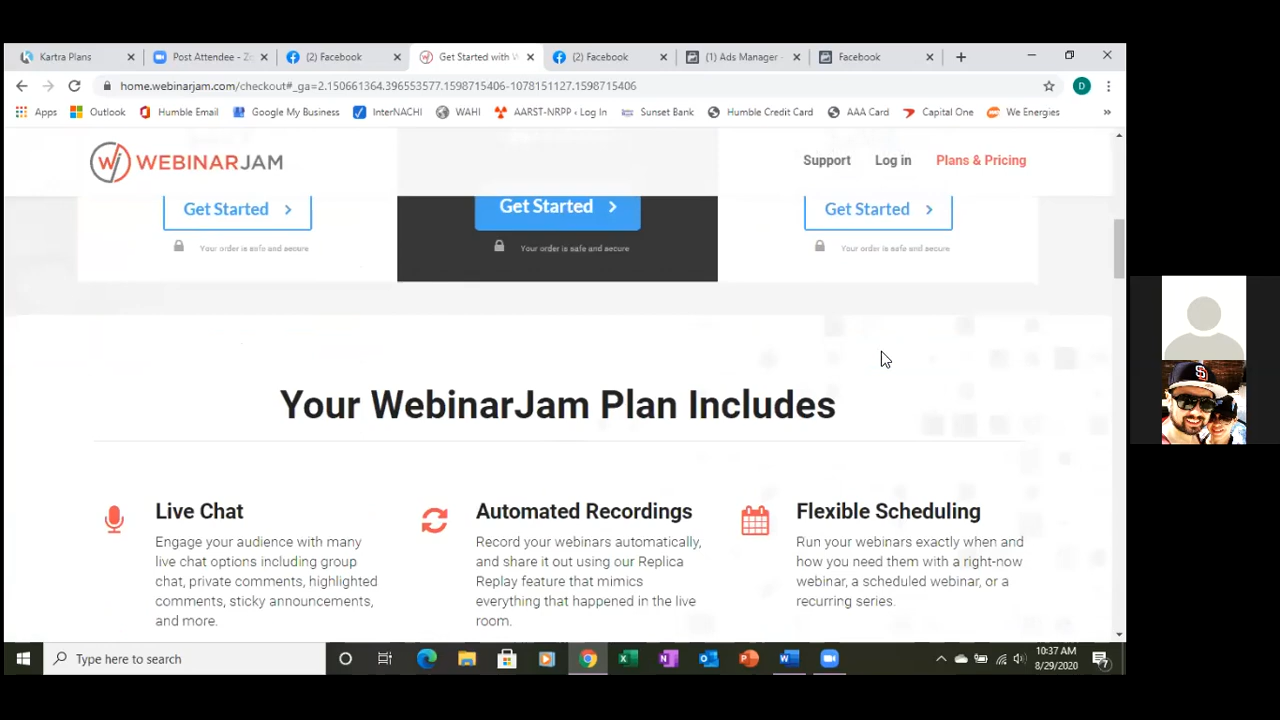 Kartra Plans
Post Attendee - Z
(2) Facebook
Get Started with W
(2) Facebook
(1) Ads Manager -
Facebook
home.webinarjam.com/checkout#_ga=2.150661364.396553577.1598715406-1078151127.1598715406
D
Apps
Outlook
Humble Email
Google My Business
InterNACHI
WAHI
AARST-NRPP ‹ Log In
Sunset Bank
Humble Credit Card
AAA Card
Capital One
We Energies
»
WEBINARJAM
Support
Log in
Plans & Pricing
Get Started
Get Started
Get Started
Your order is safe and secure
Your order is safe and secure
Your order is safe and secure
Your WebinarJam Plan Includes
Live Chat
Engage your audience with many
live chat options including group
chat, private comments, highlighted
comments, sticky announcements,
and more.
Automated Recordings
Record your webinars automatically,
and share it out using our Replica
Replay feature that mimics
everything that happened in the live
room.
Flexible Scheduling
Run your webinars exactly when and
how you need them with a right-now
webinar, a scheduled webinar, or a
recurring series.
Type here to search
10:37 AM
8/29/2020
7